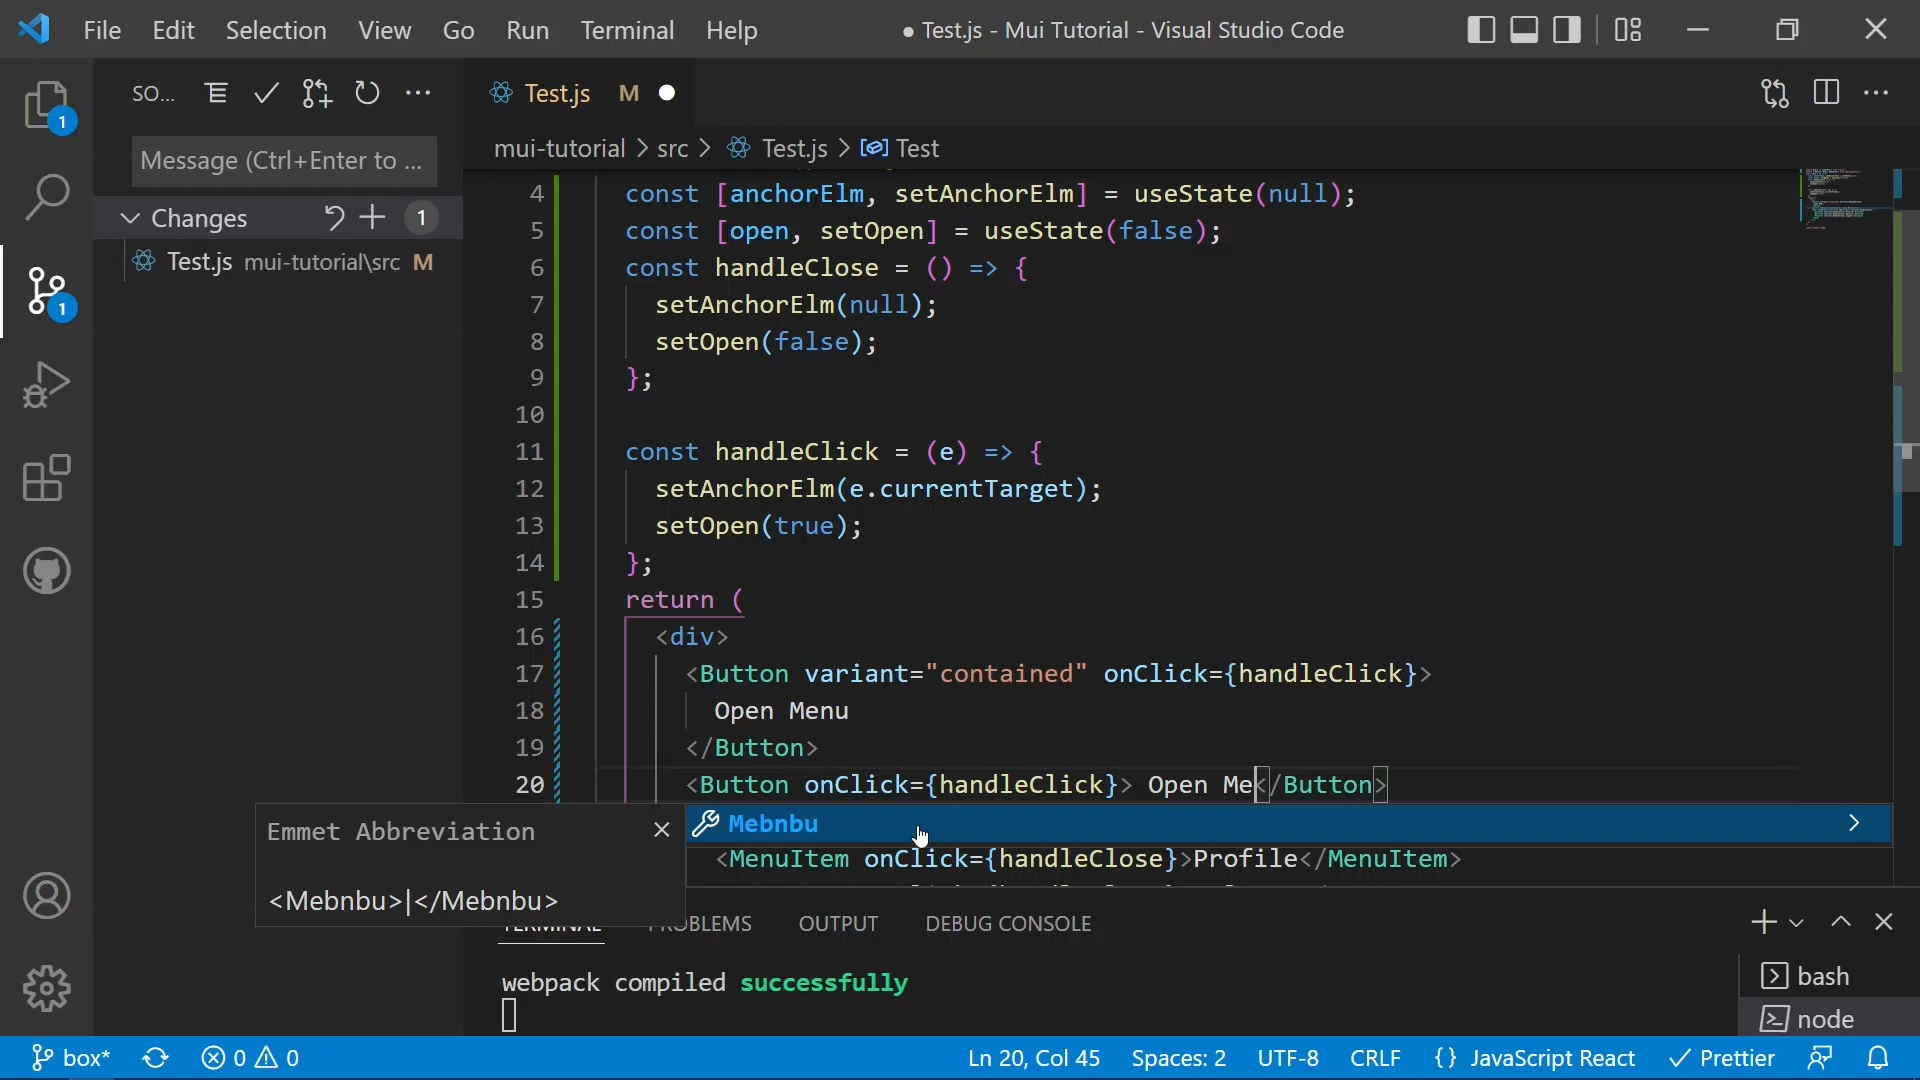 File Edit Selection View Go Run Terminal Help ● Test.js - Mui Tutorial - Visual Studio Code
SO...
Test.js M
1
Message (Ctrl+Enter to ...
mui-tutorial > src > Test.js > Test
Changes 1
Test.js mui-tutorial\src M
1
4 const [anchorElm, setAnchorElm] = useState(null);
5 const [open, setOpen] = useState(false);
6 const handleClose = () => {
7 setAnchorElm(null);
8 setOpen(false);
9 };
10
11 const handleClick = (e) => {
12 setAnchorElm(e.currentTarget);
13 setOpen(true);
14 };
15 return (
16 <div>
17 <Button variant="contained" onClick={handleClick}>
18 Open Menu
19 </Button>
20 <Button onClick={handleClick}> Open Me</Button>
Mebnbu
<MenuItem onClick={handleClose}>Profile</MenuItem>
Emmet Abbreviation
<Mebnbu>|</Mebnbu>
TERMINAL PROBLEMS OUTPUT DEBUG CONSOLE
webpack compiled successfully
bash
node
box* 0 0 Ln 20, Col 45 Spaces: 2 UTF-8 CRLF {} JavaScript React Prettier